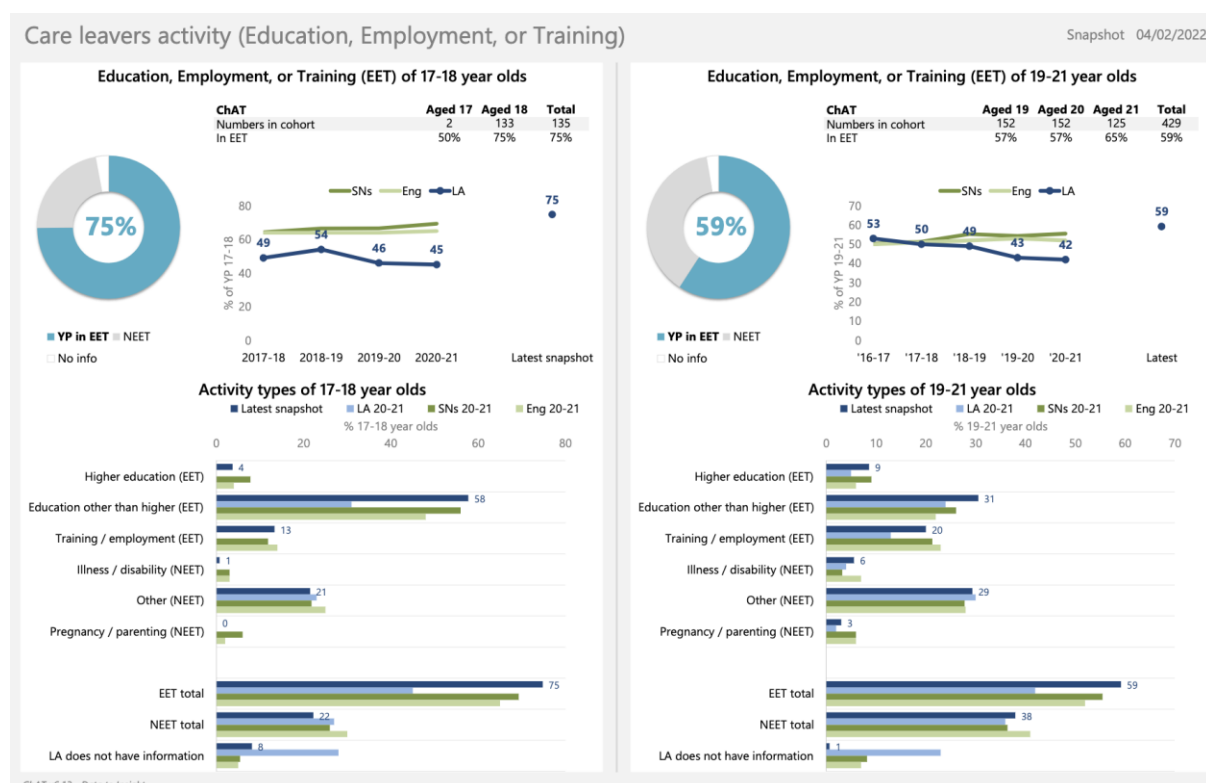 Care leavers activity (Education, Employment, or Training)
Snapshot 04/02/2022
Education, Employment, or Training (EET) of 17-18 year olds
ChAT Aged 17 Aged 18 Total
Numbers in cohort 2 133 135
In EET 50% 75% 75%
75%
YP in EET NEET
No info
SNs Eng LA
% of YP 17-18
80
60
40
20
0
49 54 46 45 75
2017-18 2018-19 2019-20 2020-21 Latest snapshot
Activity types of 17-18 year olds
Latest snapshot LA 20-21 SNs 20-21 Eng 20-21
% 17-18 year olds
0 20 40 60 80
Higher education (EET) 4
Education other than higher (EET) 58
Training / employment (EET) 13
Illness / disability (NEET) 1
Other (NEET) 21
Pregnancy / parenting (NEET) 0
EET total 75
NEET total 22
LA does not have information 8
Education, Employment, or Training (EET) of 19-21 year olds
ChAT Aged 19 Aged 20 Aged 21 Total
Numbers in cohort 152 152 125 429
In EET 57% 57% 65% 59%
59%
YP in EET NEET
No info
SNs Eng LA
% of YP 19-21
70
60
50
40
30
20
10
0
53 50 49 43 42 59
'16-17 '17-18 '18-19 '19-20 '20-21 Latest
Activity types of 19-21 year olds
Latest snapshot LA 20-21 SNs 20-21 Eng 20-21
% 19-21 year olds
0 10 20 30 40 50 60 70
Higher education (EET) 9
Education other than higher (EET) 31
Training / employment (EET) 20
Illness / disability (NEET) 6
Other (NEET) 29
Pregnancy / parenting (NEET) 3
EET total 59
NEET total 38
LA does not have information 1